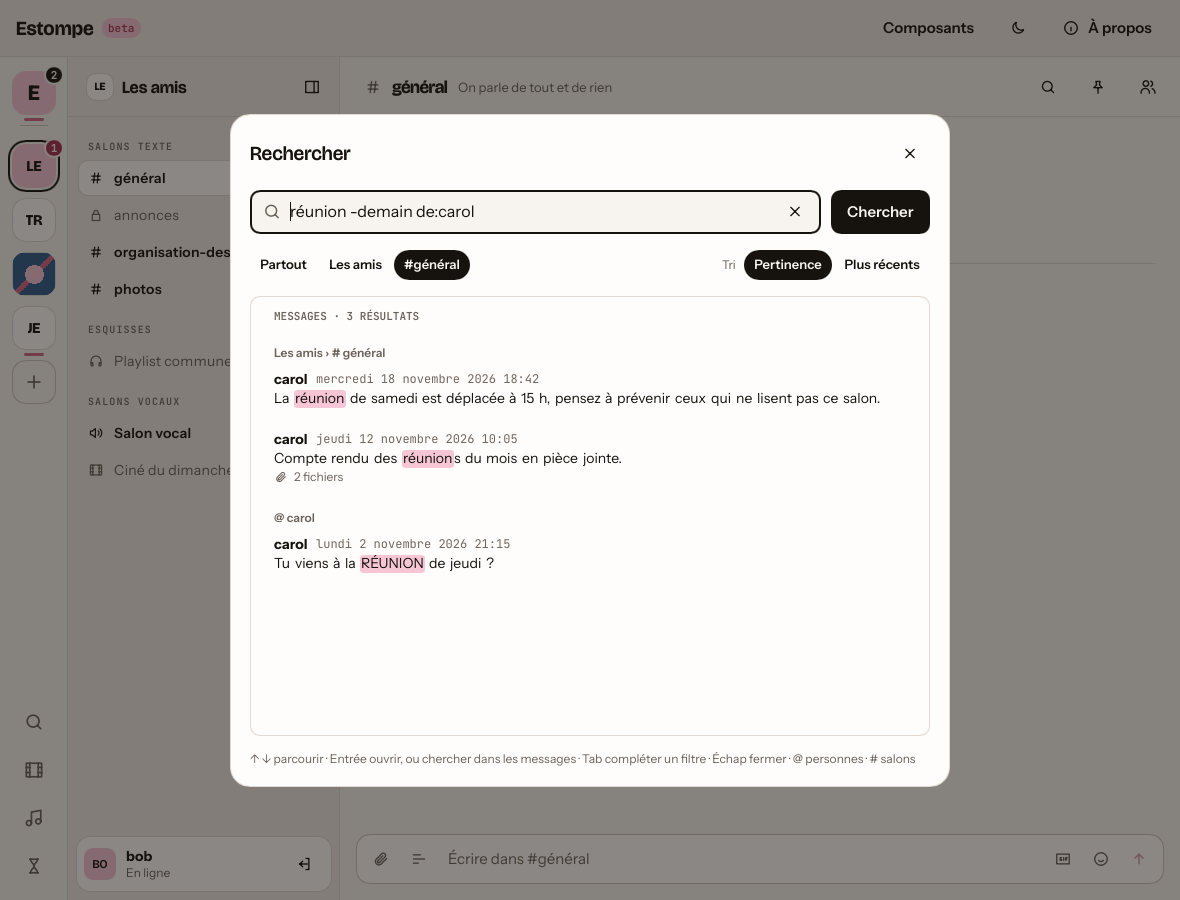 Estompe beta
Composants
À propos
E 2
LE 1
TR
JE
LE Les amis
SALONS TEXTE
# général
annonces
# organisation-des
# photos
ESQUISSES
Playlist commune
SALONS VOCAUX
Salon vocal
Ciné du dimanche
BO bob
En ligne
# général On parle de tout et de rien
Rechercher
réunion -demain de:carol
Chercher
Partout Les amis #général
Tri Pertinence Plus récents
MESSAGES · 3 RÉSULTATS
Les amis › # général
carol mercredi 18 novembre 2026 18:42
La réunion de samedi est déplacée à 15 h, pensez à prévenir ceux qui ne lisent pas ce salon.
carol jeudi 12 novembre 2026 10:05
Compte rendu des réunions du mois en pièce jointe.
2 fichiers
@ carol
carol lundi 2 novembre 2026 21:15
Tu viens à la RÉUNION de jeudi ?
↑↓ parcourir · Entrée ouvrir, ou chercher dans les messages · Tab compléter un filtre · Échap fermer · @ personnes · # salons
Écrire dans #général
GIF